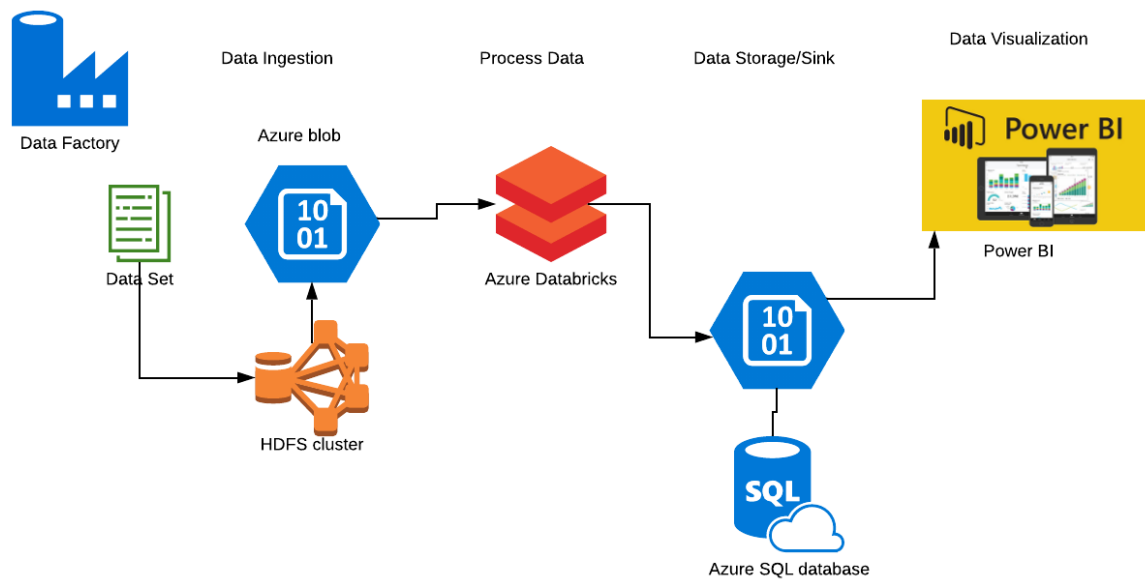 Data Ingestion
Process Data
Data Storage/Sink
Data Visualization
Data Factory
Azure blob
10
01
Power BI
Data Set
Azure Databricks
Power BI
10
01
HDFS cluster
SQL
Azure SQL database